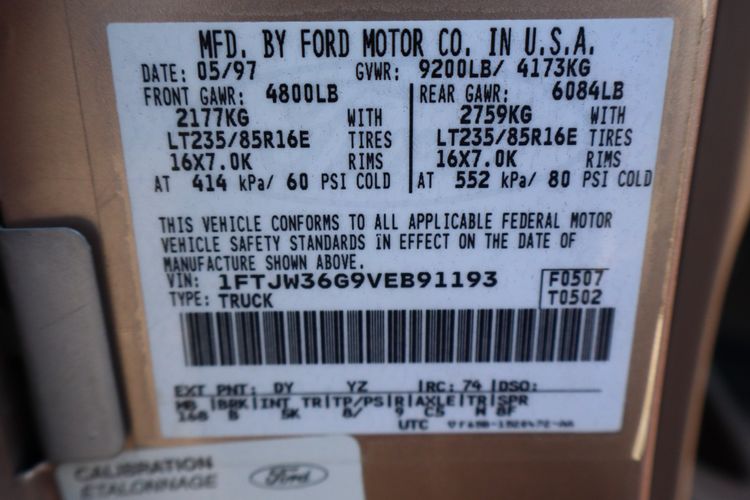 MFD. BY FORD MOTOR CO. IN U.S.A.
DATE: 05/97 GVWR: 9200LB/ 4173KG
FRONT GAWR: 4800LB REAR GAWR: 6084LB
2177KG WITH 2759KG WITH
LT235/85R16E TIRES LT235/85R16E TIRES
16X7.0K RIMS 16X7.0K RIMS
AT 414 kPa/ 60 PSI COLD AT 552 kPa/ 80 PSI COLD
THIS VEHICLE CONFORMS TO ALL APPLICABLE FEDERAL MOTOR
VEHICLE SAFETY STANDARDS IN EFFECT ON THE DATE OF
MANUFACTURE SHOWN ABOVE.
VIN: 1FTJW36G9VEB91193 F0507
TYPE: TRUCK T0502
EXT PNT: DY YZ RC: 74 DSO:
WB BRK INT TR TP/PS R AXLE TR SPR
168 B 5K 8/ 9 C5 W 8F
UTC
CALIBRATION
ETALONNAGE Ford